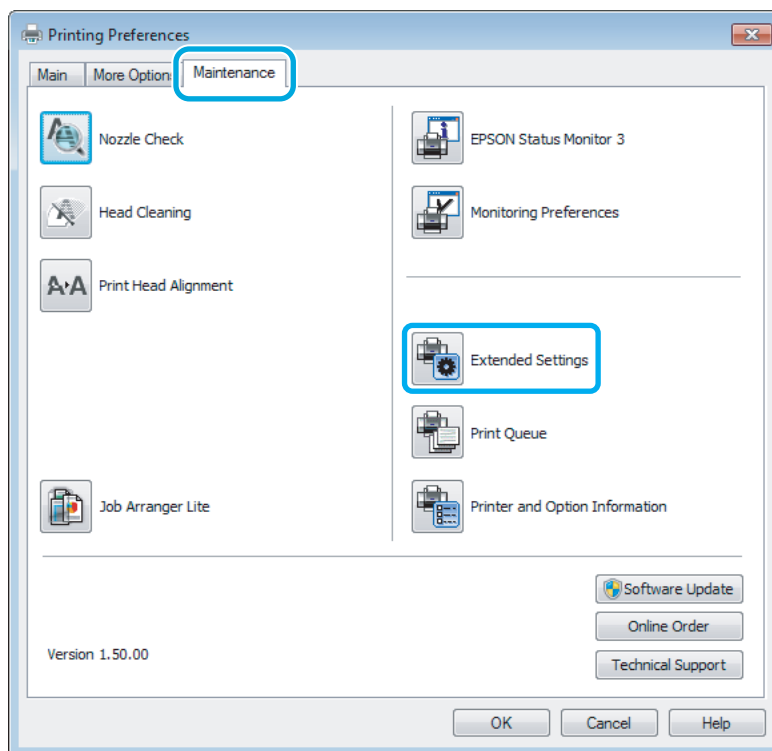 Printing Preferences
Main
More Option
Maintenance
Nozzle Check
Head Cleaning
A A Print Head Alignment
Job Arranger Lite
EPSON Status Monitor 3
Monitoring Preferences
Extended Settings
Print Queue
Printer and Option Information
Software Update
Online Order
Technical Support
Version 1.50.00
OK
Cancel
Help